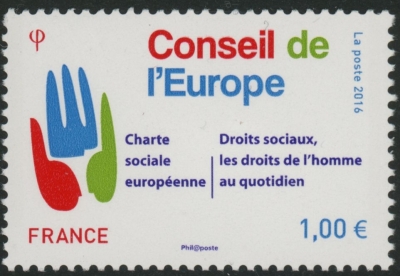 φ
Conseil de
l'Europe
La poste 2016
Charte
sociale
européenne
Droits sociaux,
les droits de l'homme
au quotidien
FRANCE
1,00 €
Phil@poste